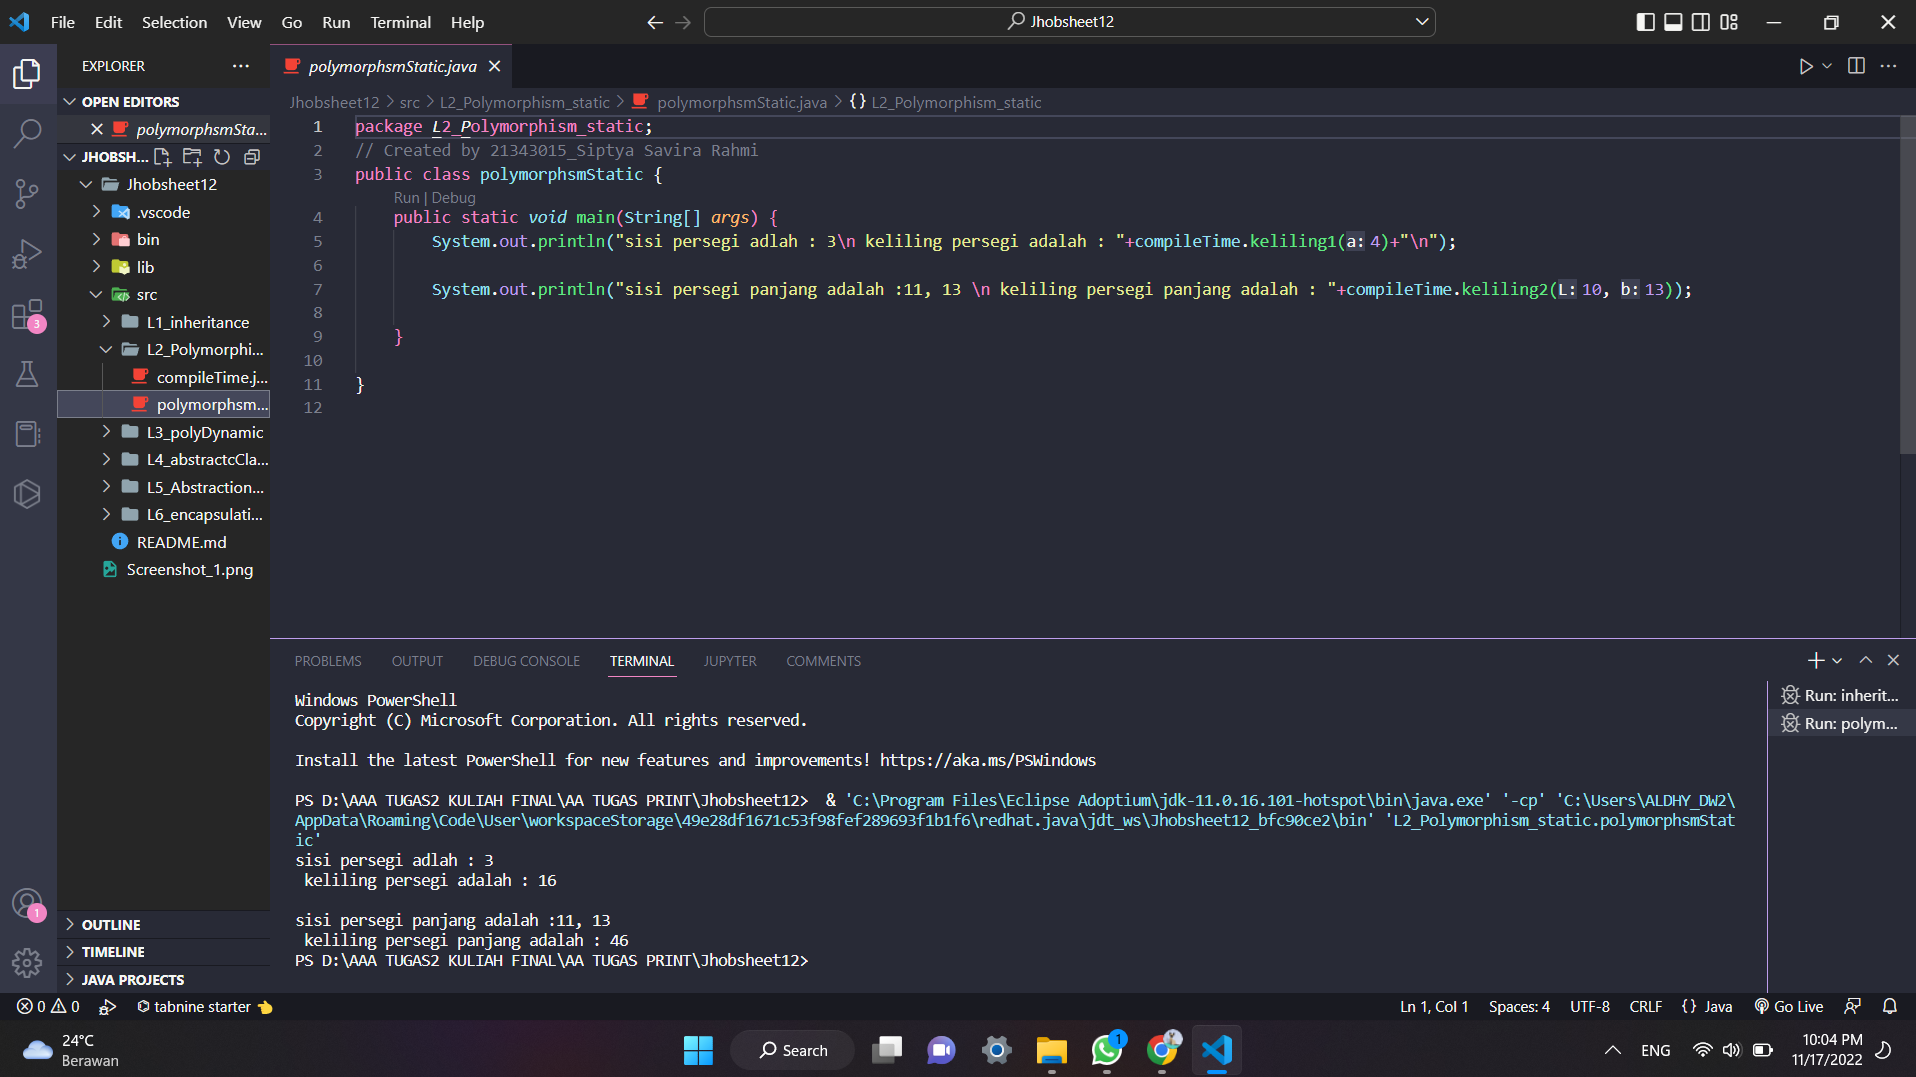 File Edit Selection View Go Run Terminal Help
Jhobsheet12
EXPLORER
polymorphsmStatic.java
OPEN EDITORS
polymorphsmSta...
JHOBSH...
Jhobsheet12
.vscode
bin
lib
src
L1_inheritance
L2_Polymorphi...
compileTime.j...
polymorphsm...
L3_polyDynamic
L4_abstractcCla...
L5_Abstraction...
L6_encapsulati...
README.md
Screenshot_1.png
OUTLINE
TIMELINE
JAVA PROJECTS
3
1
Jhobsheet12 > src > L2_Polymorphism_static > polymorphsmStatic.java > {} L2_Polymorphism_static
1 package L2_Polymorphism_static;
2 // Created by 21343015_Siptya Savira Rahmi
3 public class polymorphsmStatic {
Run | Debug
4 public static void main(String[] args) {
5 System.out.println("sisi persegi adlah : 3\n keliling persegi adalah : "+compileTime.keliling1(a: 4)+"\n");
6
7 System.out.println("sisi persegi panjang adalah :11, 13 \n keliling persegi panjang adalah : "+compileTime.keliling2(L: 10, b: 13));
8
9 }
10
11 }
12
PROBLEMS OUTPUT DEBUG CONSOLE TERMINAL JUPYTER COMMENTS
Windows PowerShell
Copyright (C) Microsoft Corporation. All rights reserved.
Install the latest PowerShell for new features and improvements! https://aka.ms/PSWindows
PS D:\AAA TUGAS2 KULIAH FINAL\AA TUGAS PRINT\Jhobsheet12>  & 'C:\Program Files\Eclipse Adoptium\jdk-11.0.16.101-hotspot\bin\java.exe' '-cp' 'C:\Users\ALDHY_DW2\
AppData\Roaming\Code\User\workspaceStorage\49e28df1671c53f98fef289693f1b1f6\redhat.java\jdt_ws\Jhobsheet12_bfc90ce2\bin' 'L2_Polymorphism_static.polymorphsmStat
ic'
sisi persegi adlah : 3
keliling persegi adalah : 16
sisi persegi panjang adalah :11, 13
keliling persegi panjang adalah : 46
PS D:\AAA TUGAS2 KULIAH FINAL\AA TUGAS PRINT\Jhobsheet12>
Run: inherit...
Run: polym...
0 0 tabnine starter
Ln 1, Col 1 Spaces: 4 UTF-8 CRLF {} Java Go Live
24°C
Berawan
Search
1
ENG
10:04 PM
11/17/2022